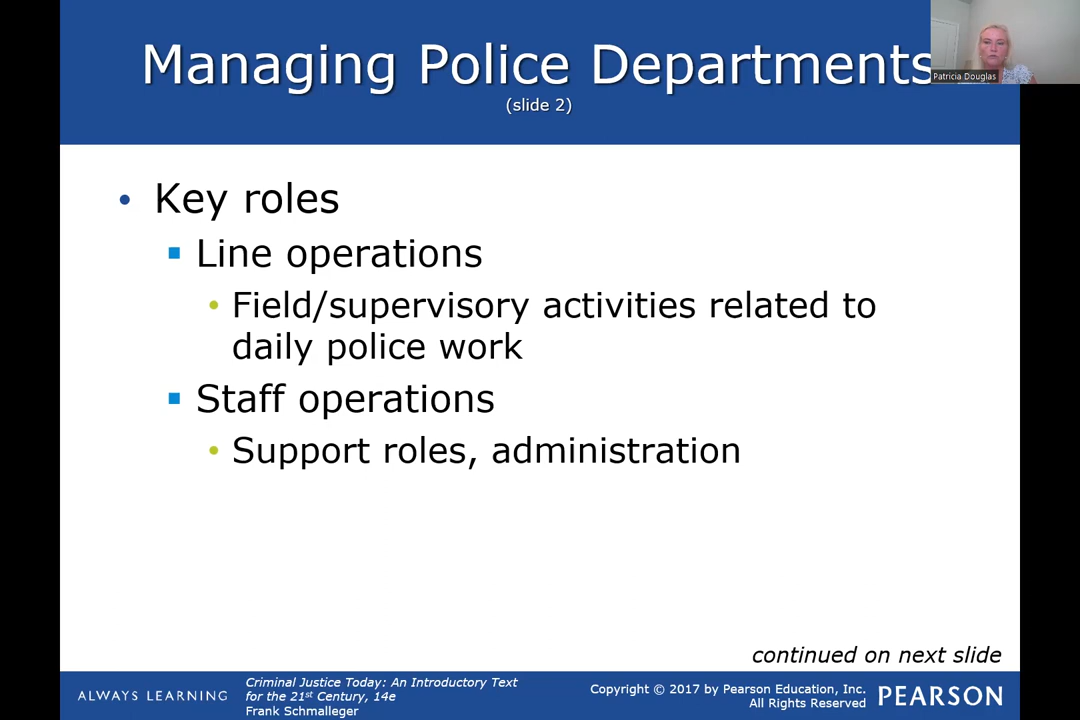 Managing Police Departments
(slide 2)
Patricia Douglas
• Key roles
▪ Line operations
• Field/supervisory activities related to
daily police work
▪ Staff operations
• Support roles, administration
continued on next slide
ALWAYS LEARNING
Criminal Justice Today: An Introductory Text
for the 21st Century, 14e
Frank Schmalleger
Copyright © 2017 by Pearson Education, Inc.
All Rights Reserved
PEARSON